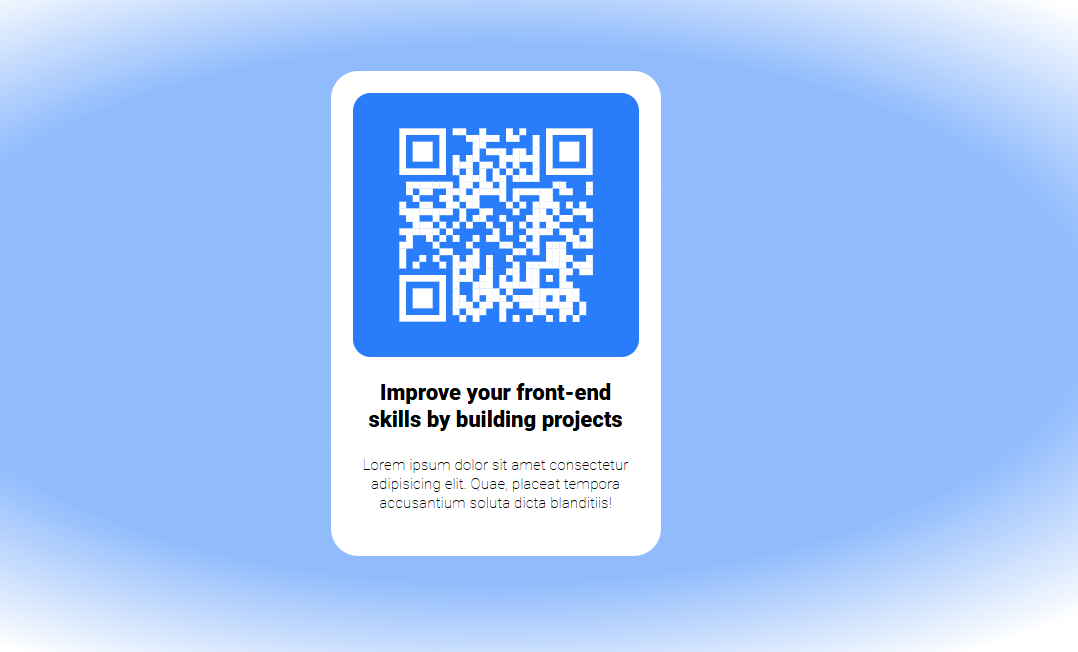 Improve your front-end
skills by building projects
Lorem ipsum dolor sit amet consectetur
adipisicing elit. Quae, placeat tempora
accusantium soluta dicta blanditiis!